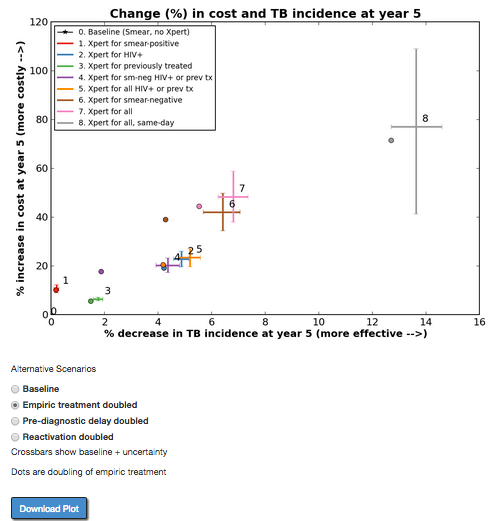 Change (%) in cost and TB incidence at year 5
% increase in cost at year 5 (more costly -->)
120
100
80
60
40
20
0
0. Baseline (Smear, no Xpert)
1. Xpert for smear-positive
2. Xpert for HIV+
3. Xpert for previously treated
4. Xpert for sm-neg HIV+ or prev tx
5. Xpert for all HIV+ or prev tx
6. Xpert for smear-negative
7. Xpert for all
8. Xpert for all, same-day
8
7
6
5
2
4
3
1
0
0 2 4 6 8 10 12 14 16
% decrease in TB incidence at year 5 (more effective -->)
Alternative Scenarios
Baseline
Empiric treatment doubled
Pre-diagnostic delay doubled
Reactivation doubled
Crossbars show baseline + uncertainty
Dots are doubling of empiric treatment
Download Plot